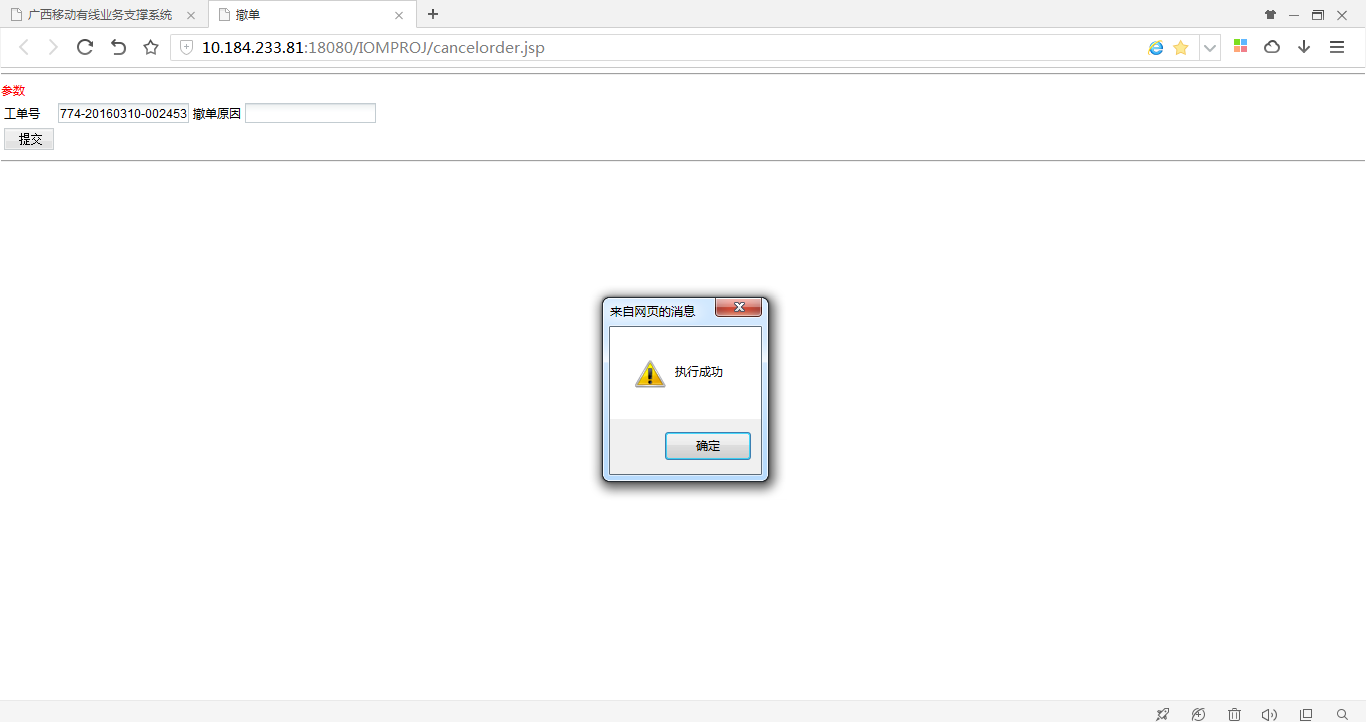 广西移动有线业务支撑系统
撤单
10.184.233.81:18080/IOMPROJ/cancelorder.jsp
参数
工单号 774-20160310-002453 撤单原因
提交
来自网页的消息
执行成功
确定